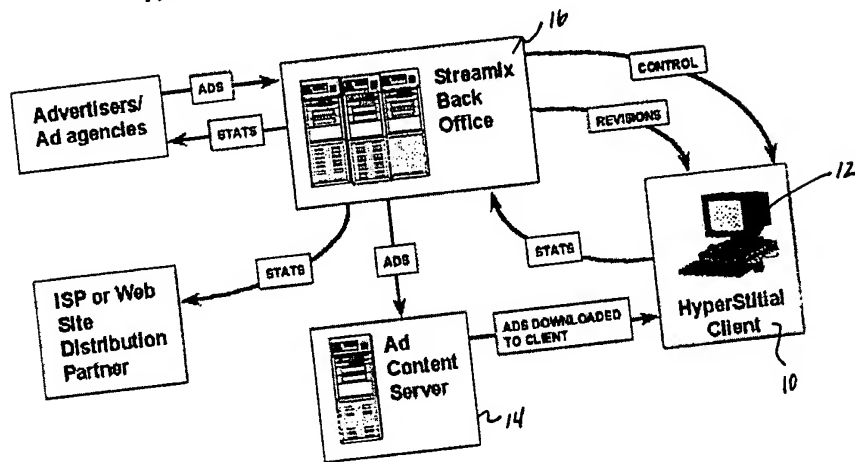 16
Streamix
Back
Office
CONTROL
REVISIONS
ADS
Advertisers/
Ad agencies
STATS
12
STATS
ADS
STATS
HyperStitial
Client
10
ISP or Web
Site
Distribution
Partner
Ad
Content
Server
ADS DOWNLOADED
TO CLIENT
14